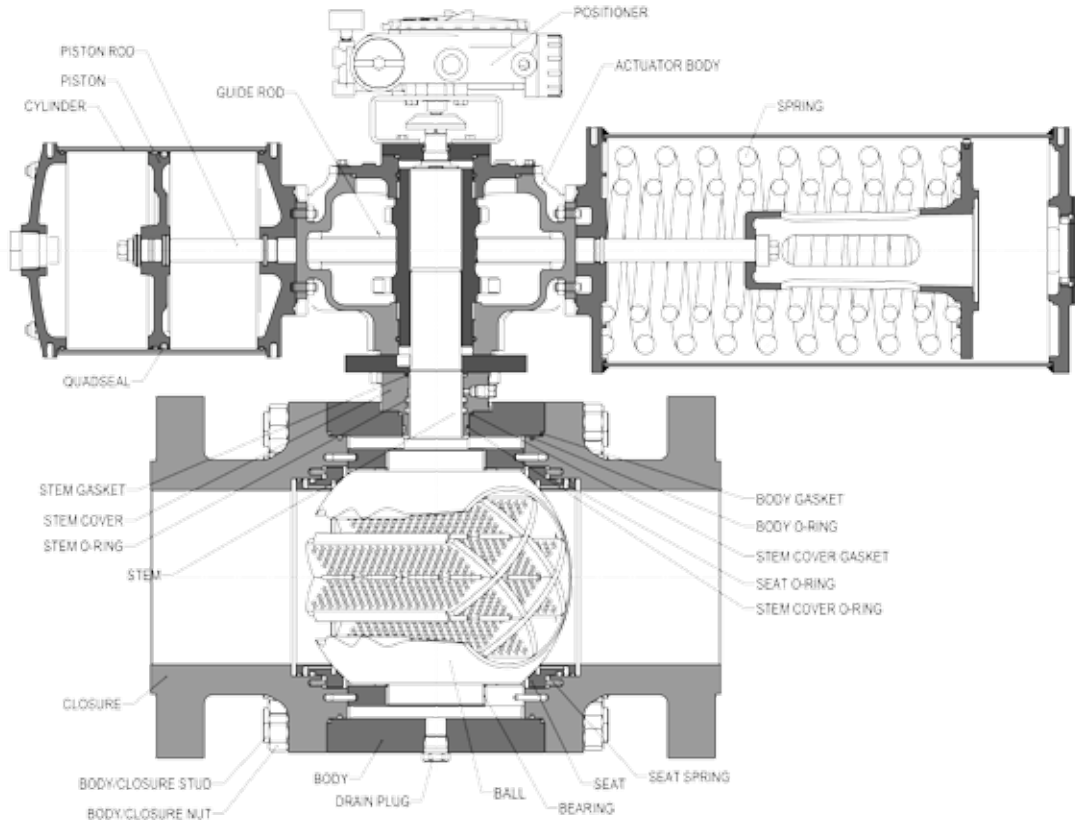 POSITIONER
PISTON ROD
ACTUATOR BODY
PISTON
GUIDE ROD
SPRING
CYLINDER
QUADSEAL
STEM GASKET
BODY GASKET
STEM COVER
BODY O-RING
STEM O-RING
STEM COVER GASKET
STEM
SEAT O-RING
STEM COVER O-RING
CLOSURE
BODY/CLOSURE STUD
BODY
SEAT
SEAT SPRING
DRAIN PLUG
BALL
BEARING
BODY/CLOSURE NUT